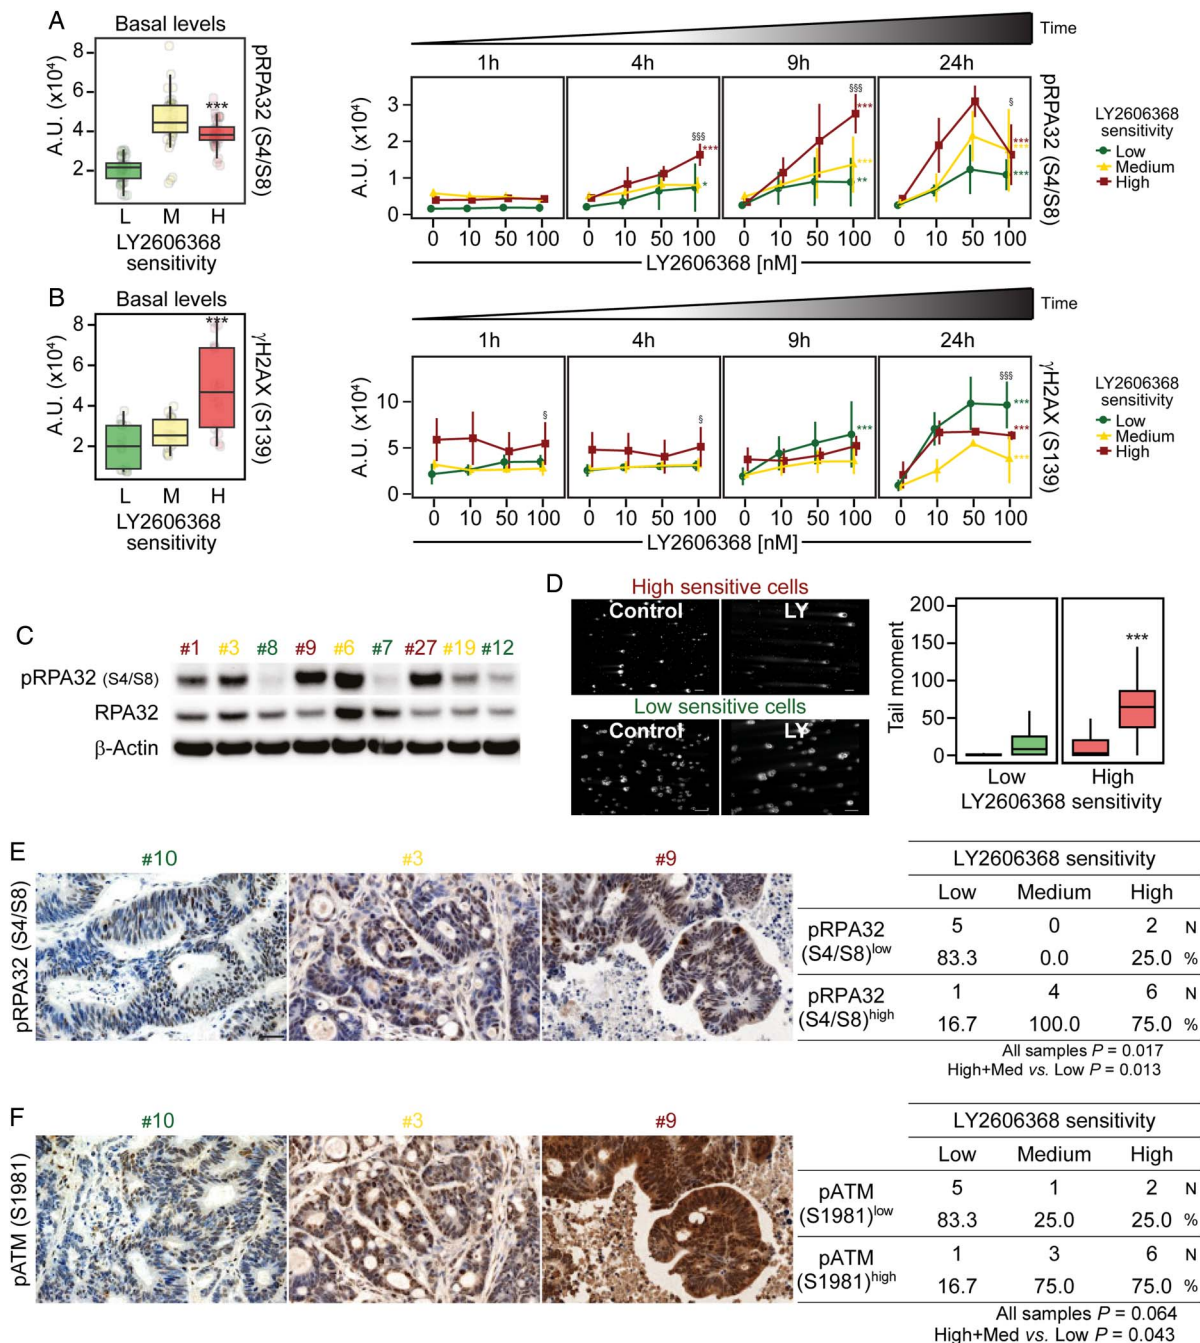 A
Basal levels
A.U. (x10⁴)
8
6
4
2
***
L M H
LY2606368
sensitivity
pRPA32 (S4/S8)
Time
1h 4h 9h 24h
A.U. (x10⁴)
3
2
1
0
§§§
***
*
§§§
***
***
**
§
***
***
***
0 10 50 100 0 10 50 100 0 10 50 100 0 10 50 100
LY2606368 [nM]
pRPA32 (S4/S8)
LY2606368
sensitivity
Low
Medium
High
B
Basal levels
A.U. (x10⁴)
8
6
4
2
***
L M H
LY2606368
sensitivity
γH2AX (S139)
Time
1h 4h 9h 24h
A.U. (x10⁴)
10
5
0
§
§
***
§§§
***
***
***
0 10 50 100 0 10 50 100 0 10 50 100 0 10 50 100
LY2606368 [nM]
γH2AX (S139)
LY2606368
sensitivity
Low
Medium
High
C
#1 #3 #8 #9 #6 #7 #27 #19 #12
pRPA32 (S4/S8)
RPA32
β-Actin
D
High sensitive cells
Control LY
Low sensitive cells
Control LY
Tail moment
200
150
100
50
0
***
Low High
LY2606368 sensitivity
E
#10 #3 #9
pRPA32 (S4/S8)
LY2606368 sensitivity
Low Medium High
pRPA32 (S4/S8)low 5 0 2 N
83.3 0.0 25.0 %
pRPA32 (S4/S8)high 1 4 6 N
16.7 100.0 75.0 %
All samples P = 0.017
High+Med vs. Low P = 0.013
F
#10 #3 #9
pATM (S1981)
LY2606368 sensitivity
Low Medium High
pATM (S1981)low 5 1 2 N
83.3 25.0 25.0 %
pATM (S1981)high 1 3 6 N
16.7 75.0 75.0 %
All samples P = 0.064
High+Med vs. Low P = 0.043